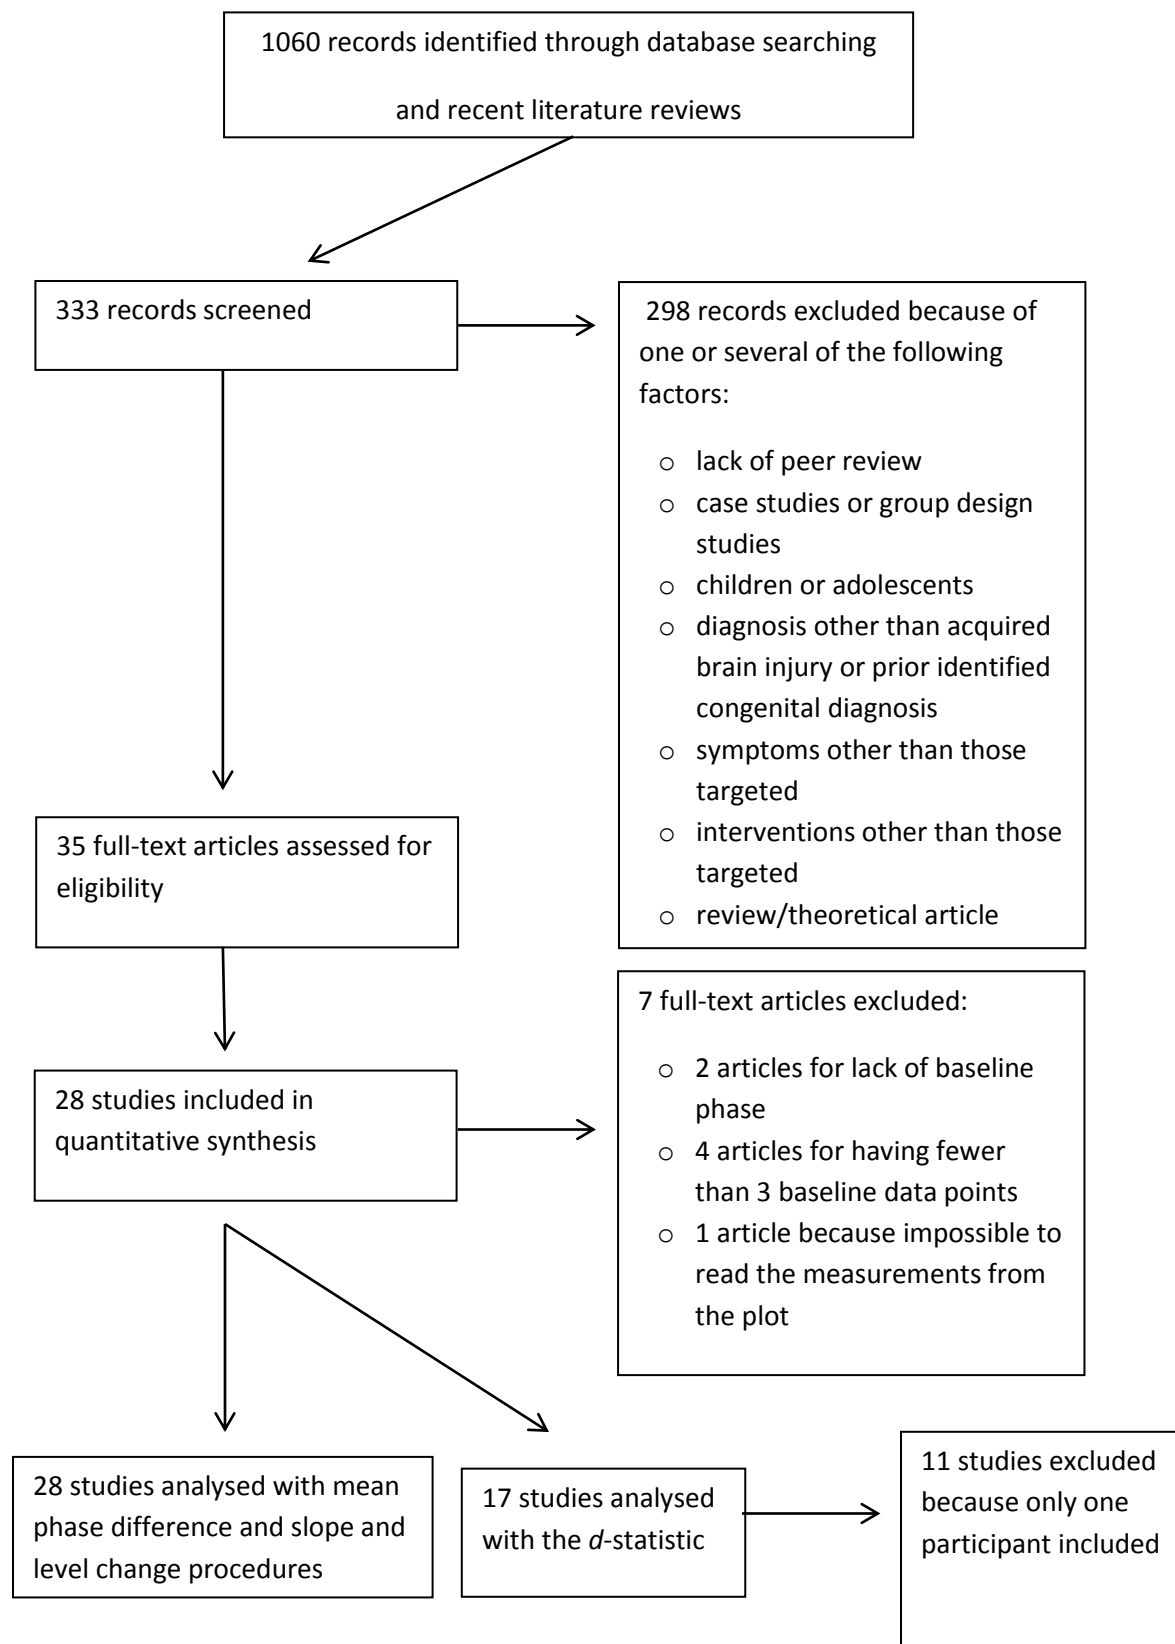 1060 records identified through database searching
and recent literature reviews
333 records screened
298 records excluded because of
one or several of the following
factors:
o lack of peer review
o case studies or group design
studies
o children or adolescents
o diagnosis other than acquired
brain injury or prior identified
congenital diagnosis
o symptoms other than those
targeted
o interventions other than those
targeted
o review/theoretical article
35 full-text articles assessed for
eligibility
7 full-text articles excluded:
o 2 articles for lack of baseline
phase
o 4 articles for having fewer
than 3 baseline data points
o 1 article because impossible to
read the measurements from
the plot
28 studies included in
quantitative synthesis
28 studies analysed with mean
phase difference and slope and
level change procedures
17 studies analysed
with the d-statistic
11 studies excluded
because only one
participant included